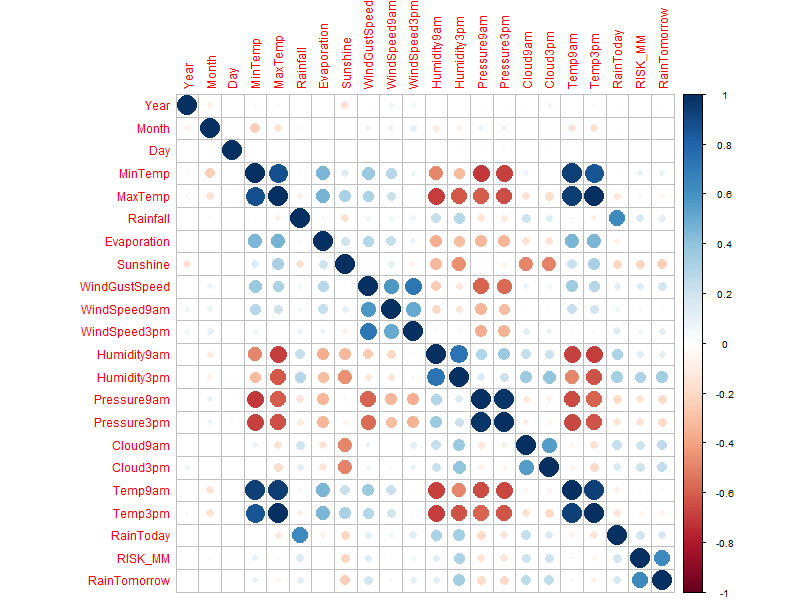 Year
Month
Day
MinTemp
MaxTemp
Rainfall
Evaporation
Sunshine
WindGustSpeed
WindSpeed9am
WindSpeed3pm
Humidity9am
Humidity3pm
Pressure9am
Pressure3pm
Cloud9am
Cloud3pm
Temp9am
Temp3pm
RainToday
RISK_MM
RainTomorrow
Year
Month
Day
MinTemp
MaxTemp
Rainfall
Evaporation
Sunshine
WindGustSpeed
WindSpeed9am
WindSpeed3pm
Humidity9am
Humidity3pm
Pressure9am
Pressure3pm
Cloud9am
Cloud3pm
Temp9am
Temp3pm
RainToday
RISK_MM
RainTomorrow
1
0.8
0.6
0.4
0.2
0
-0.2
-0.4
-0.6
-0.8
-1